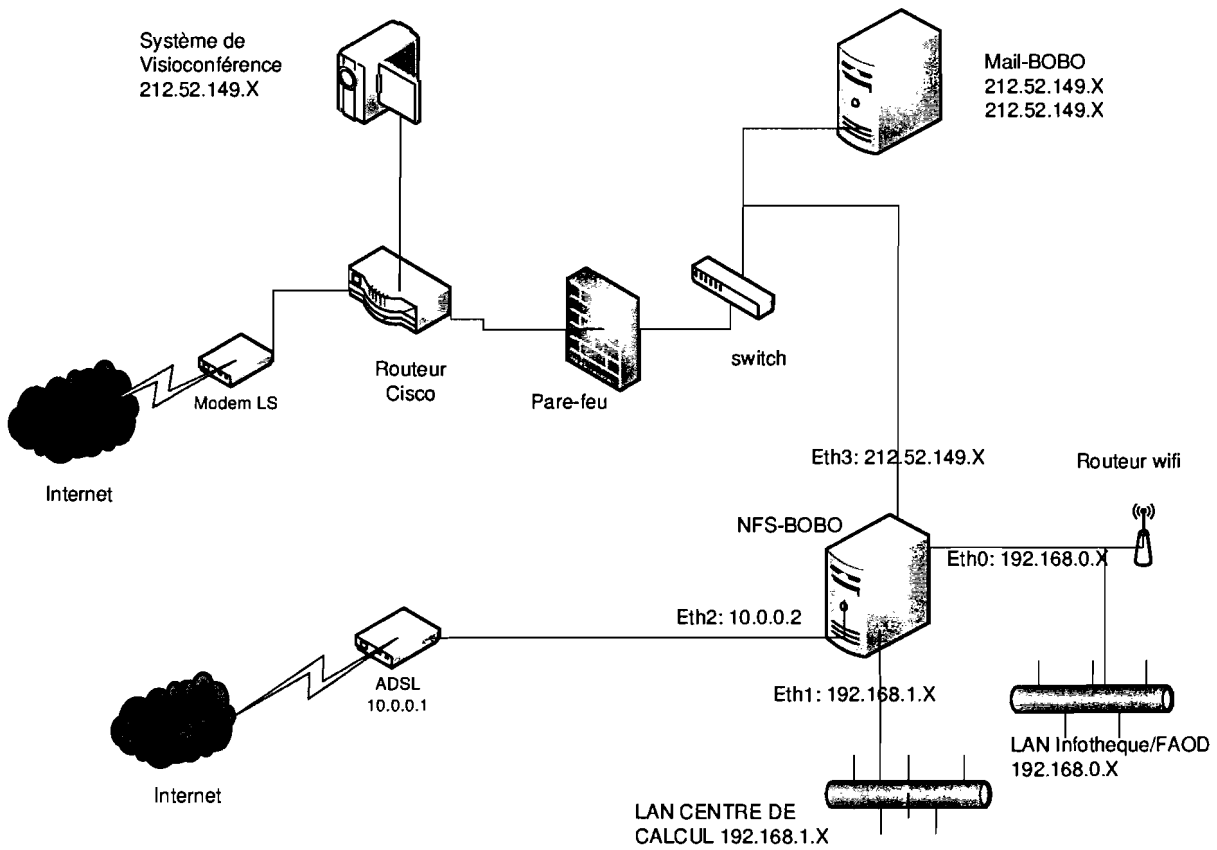 Système de
Visioconférence
212.52.149.X
Mail-BOBO
212.52.149.X
212.52.149.X
Routeur
Cisco
switch
Modem LS
Pare-feu
Internet
Eth3: 212.52.149.X
Routeur wifi
NFS-BOBO
Eth0: 192.168.0.X
Eth2: 10.0.0.2
ADSL
10.0.0.1
Eth1: 192.168.1.X
LAN Infotheque/FAOD
192.168.0.X
Internet
LAN CENTRE DE
CALCUL 192.168.1.X